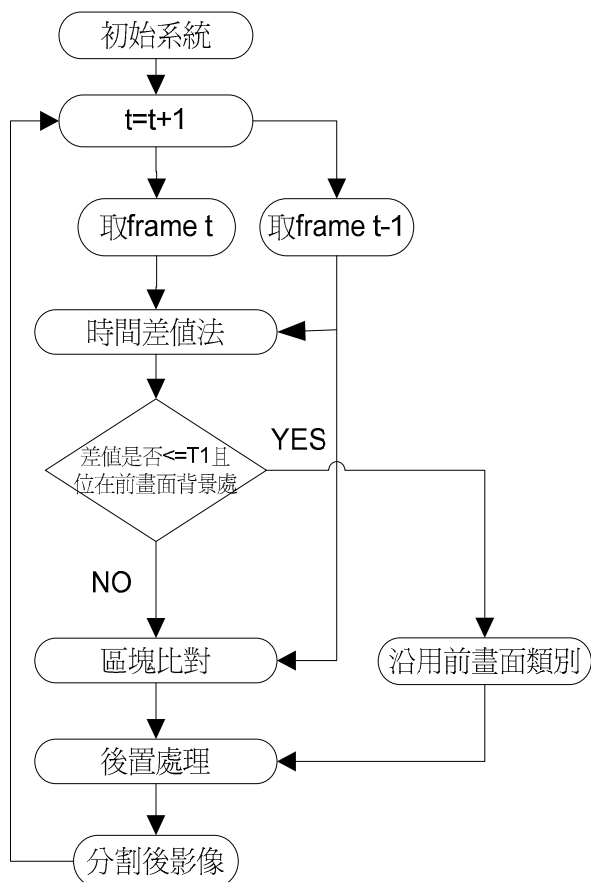 初始系統
t=t+1
取frame t
取frame t-1
時間差值法
差值是否<=T1且
位在前畫面背景處
YES
NO
區塊比對
沿用前畫面類別
後置處理
分割後影像